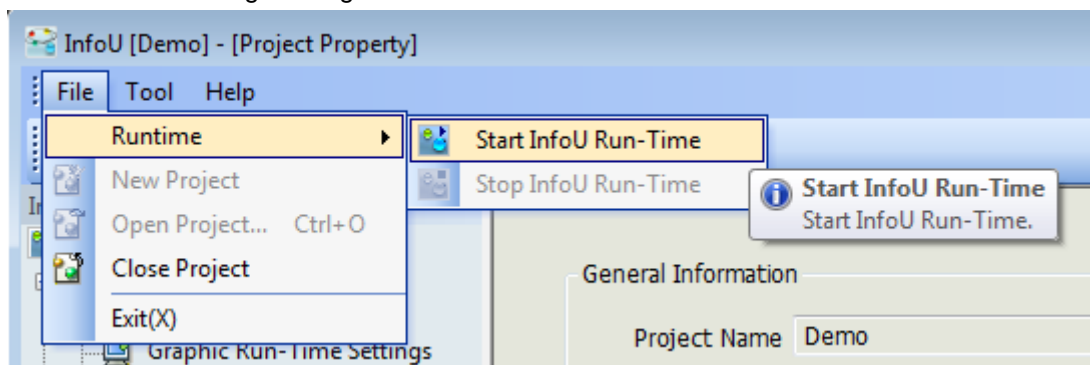 InfoU [Demo] - [Project Property]
File Tool Help
Runtime
Start InfoU Run-Time
New Project
Stop InfoU Run-Time
Start InfoU Run-Time
Start InfoU Run-Time.
Open Project... Ctrl+O
Close Project
General Information
Exit(X)
Graphic Run-Time Settings
Project Name Demo